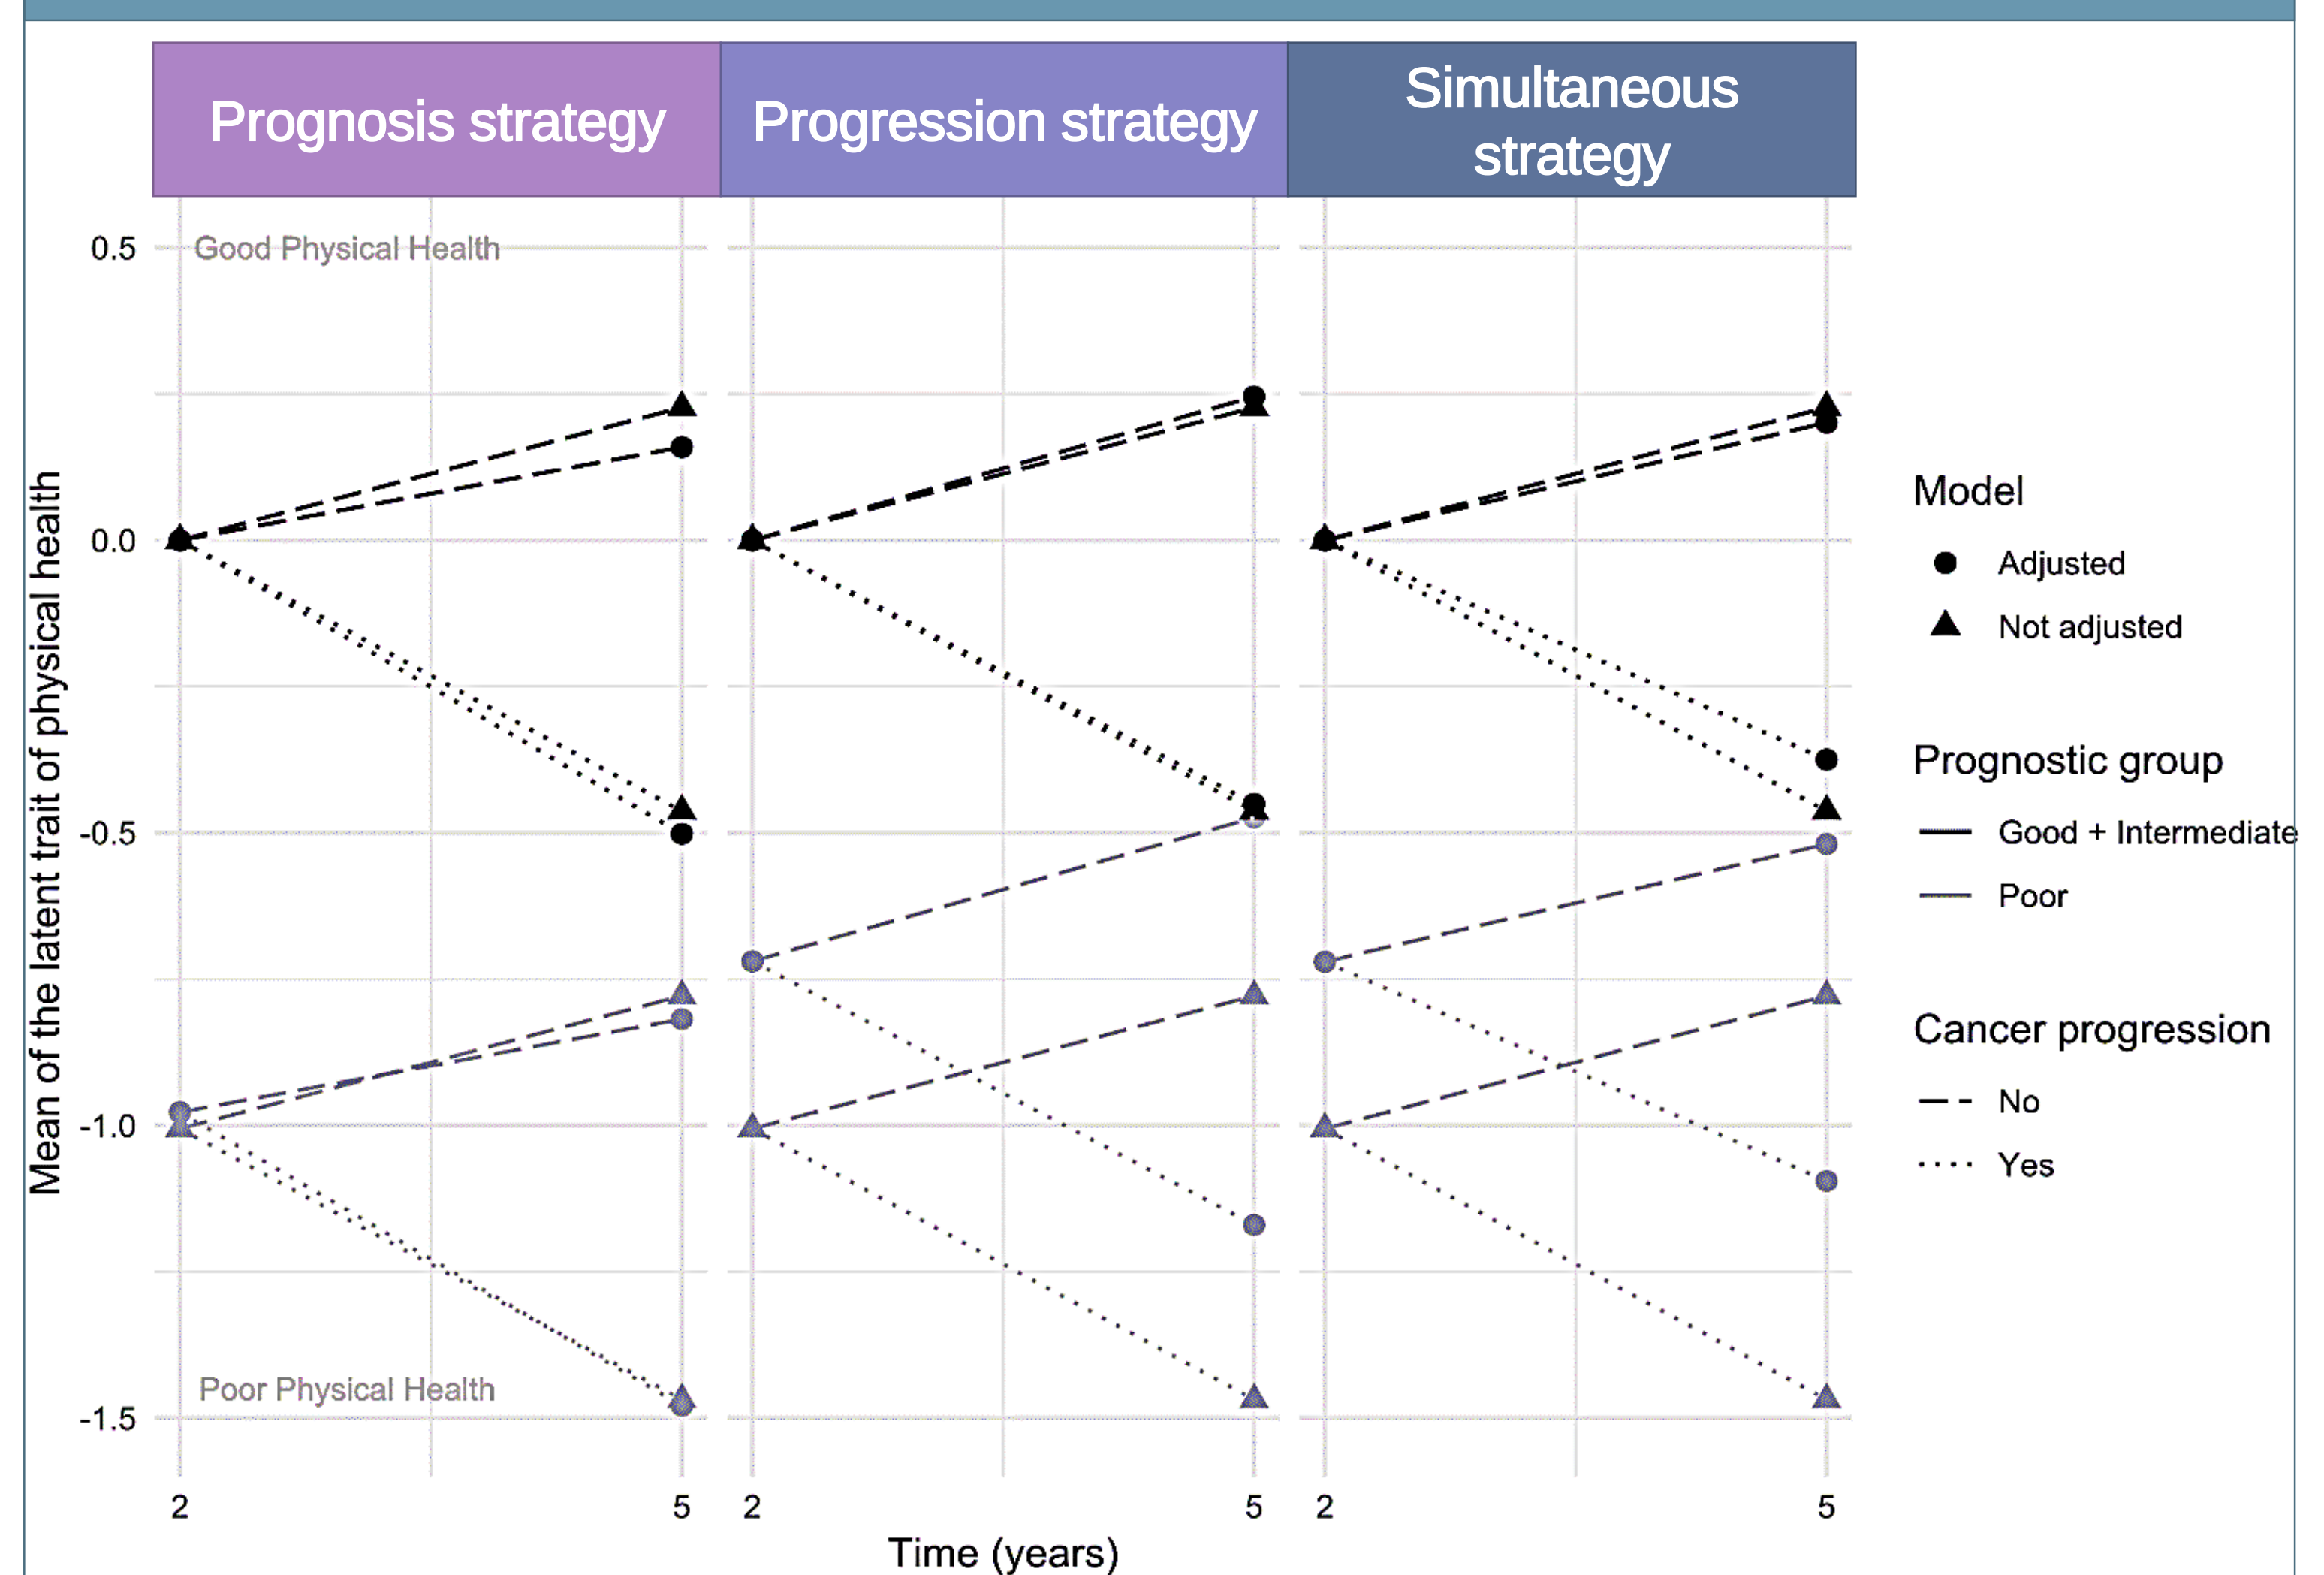 Prognosis strategy
Progression strategy
Simultaneous
strategy
Mean of the latent trait of physical health
0.5
0.0
-0.5
-1.0
-1.5
Good Physical Health
Poor Physical Health
2
5
2
5
2
5
Time (years)
Model
Adjusted
Not adjusted
Prognostic group
Good + Intermediate
Poor
Cancer progression
No
Yes